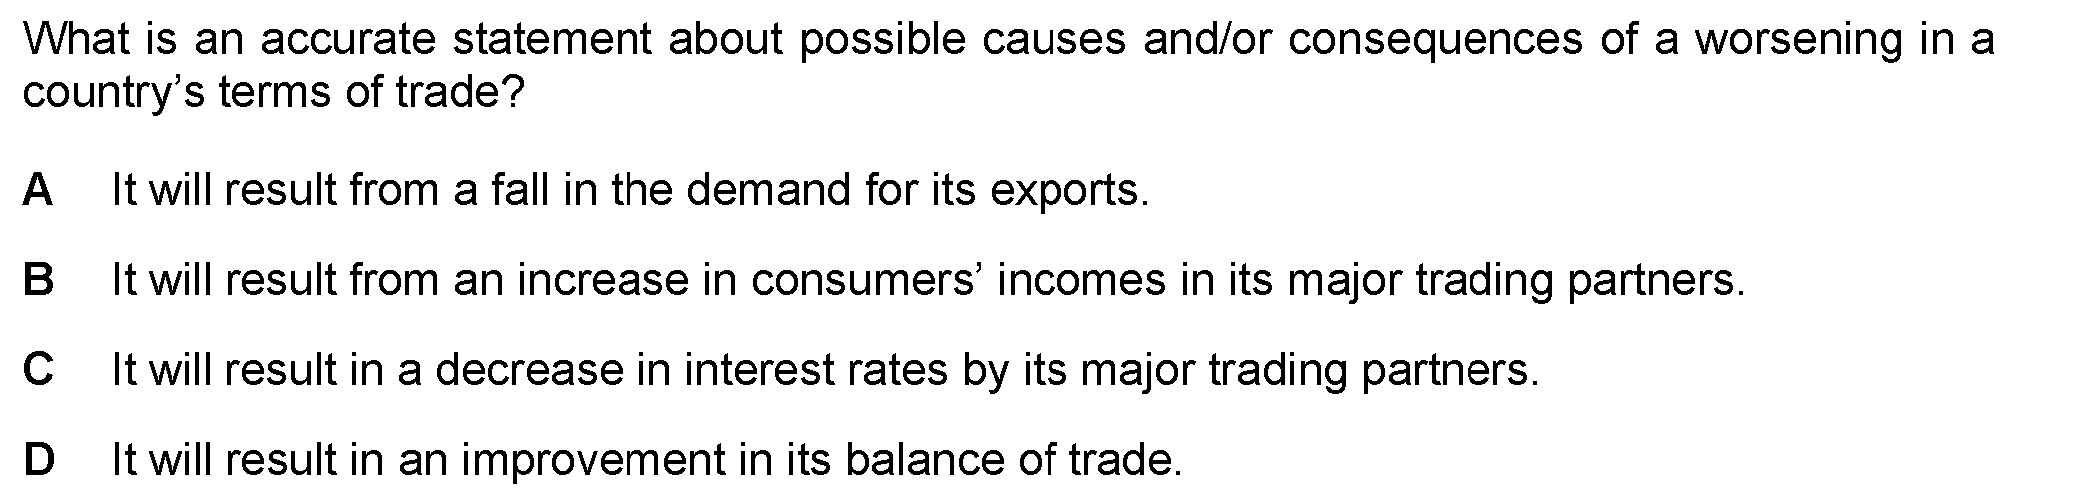 What is an accurate statement about possible causes and/or consequences of a worsening in a
country’s terms of trade?
A It will result from a fall in the demand for its exports.
B It will result from an increase in consumers’ incomes in its major trading partners.
C It will result in a decrease in interest rates by its major trading partners.
D It will result in an improvement in its balance of trade.